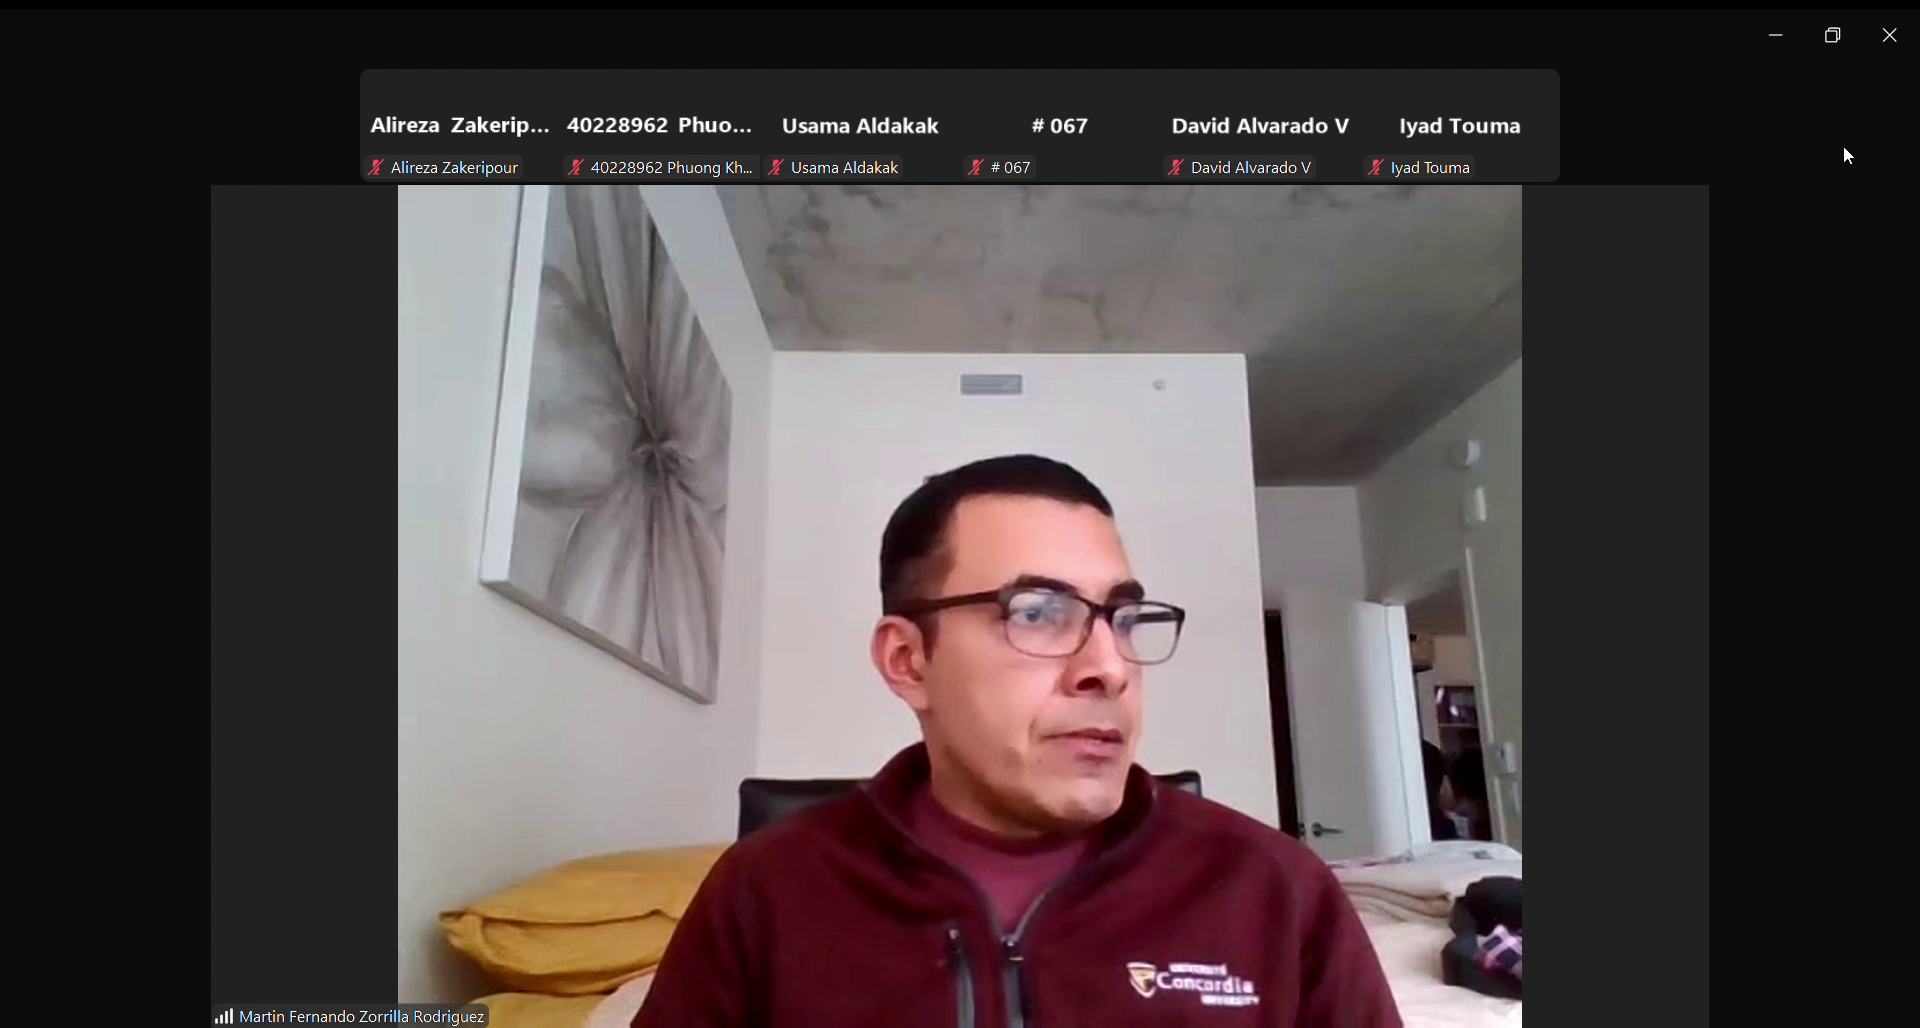 Alireza Zakerip...
40228962 Phuo...
Usama Aldakak
# 067
David Alvarado V
Iyad Touma
Alireza Zakeripour
40228962 Phuong Kh...
Usama Aldakak
# 067
David Alvarado V
Iyad Touma
Concordia
UNIVERSITY
Martin Fernando Zorrilla Rodriguez